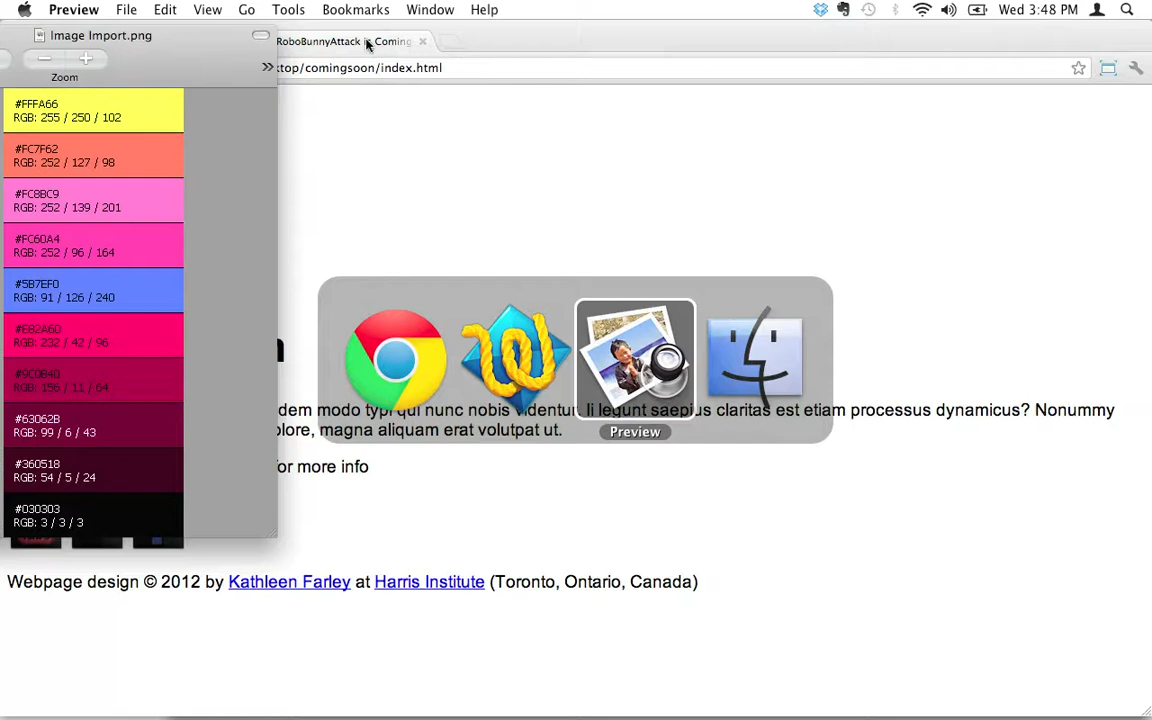 Preview File Edit View Go Tools Bookmarks Window Help Wed 3:48 PM
Image Import.png
RoboBunnyAttack is Coming
Zoom
top/comingsoon/index.html
#FFFA66
RGB: 255 / 250 / 102
#FC7F62
RGB: 252 / 127 / 98
#FC8BC9
RGB: 252 / 139 / 201
#FC60A4
RGB: 252 / 96 / 164
#5B7EF0
RGB: 91 / 126 / 240
#E82A60
RGB: 232 / 42 / 96
#9C0B40
RGB: 156 / 11 / 64
#63062B
RGB: 99 / 6 / 43
#360518
RGB: 54 / 5 / 24
#030303
RGB: 3 / 3 / 3
dem modo typi qui nunc nobis videntur. Ii legunt saepius claritas est etiam processus dynamicus? Nonummy
olore, magna aliquam erat volutpat ut.
Preview
for more info
Webpage design © 2012 by Kathleen Farley at Harris Institute (Toronto, Ontario, Canada)